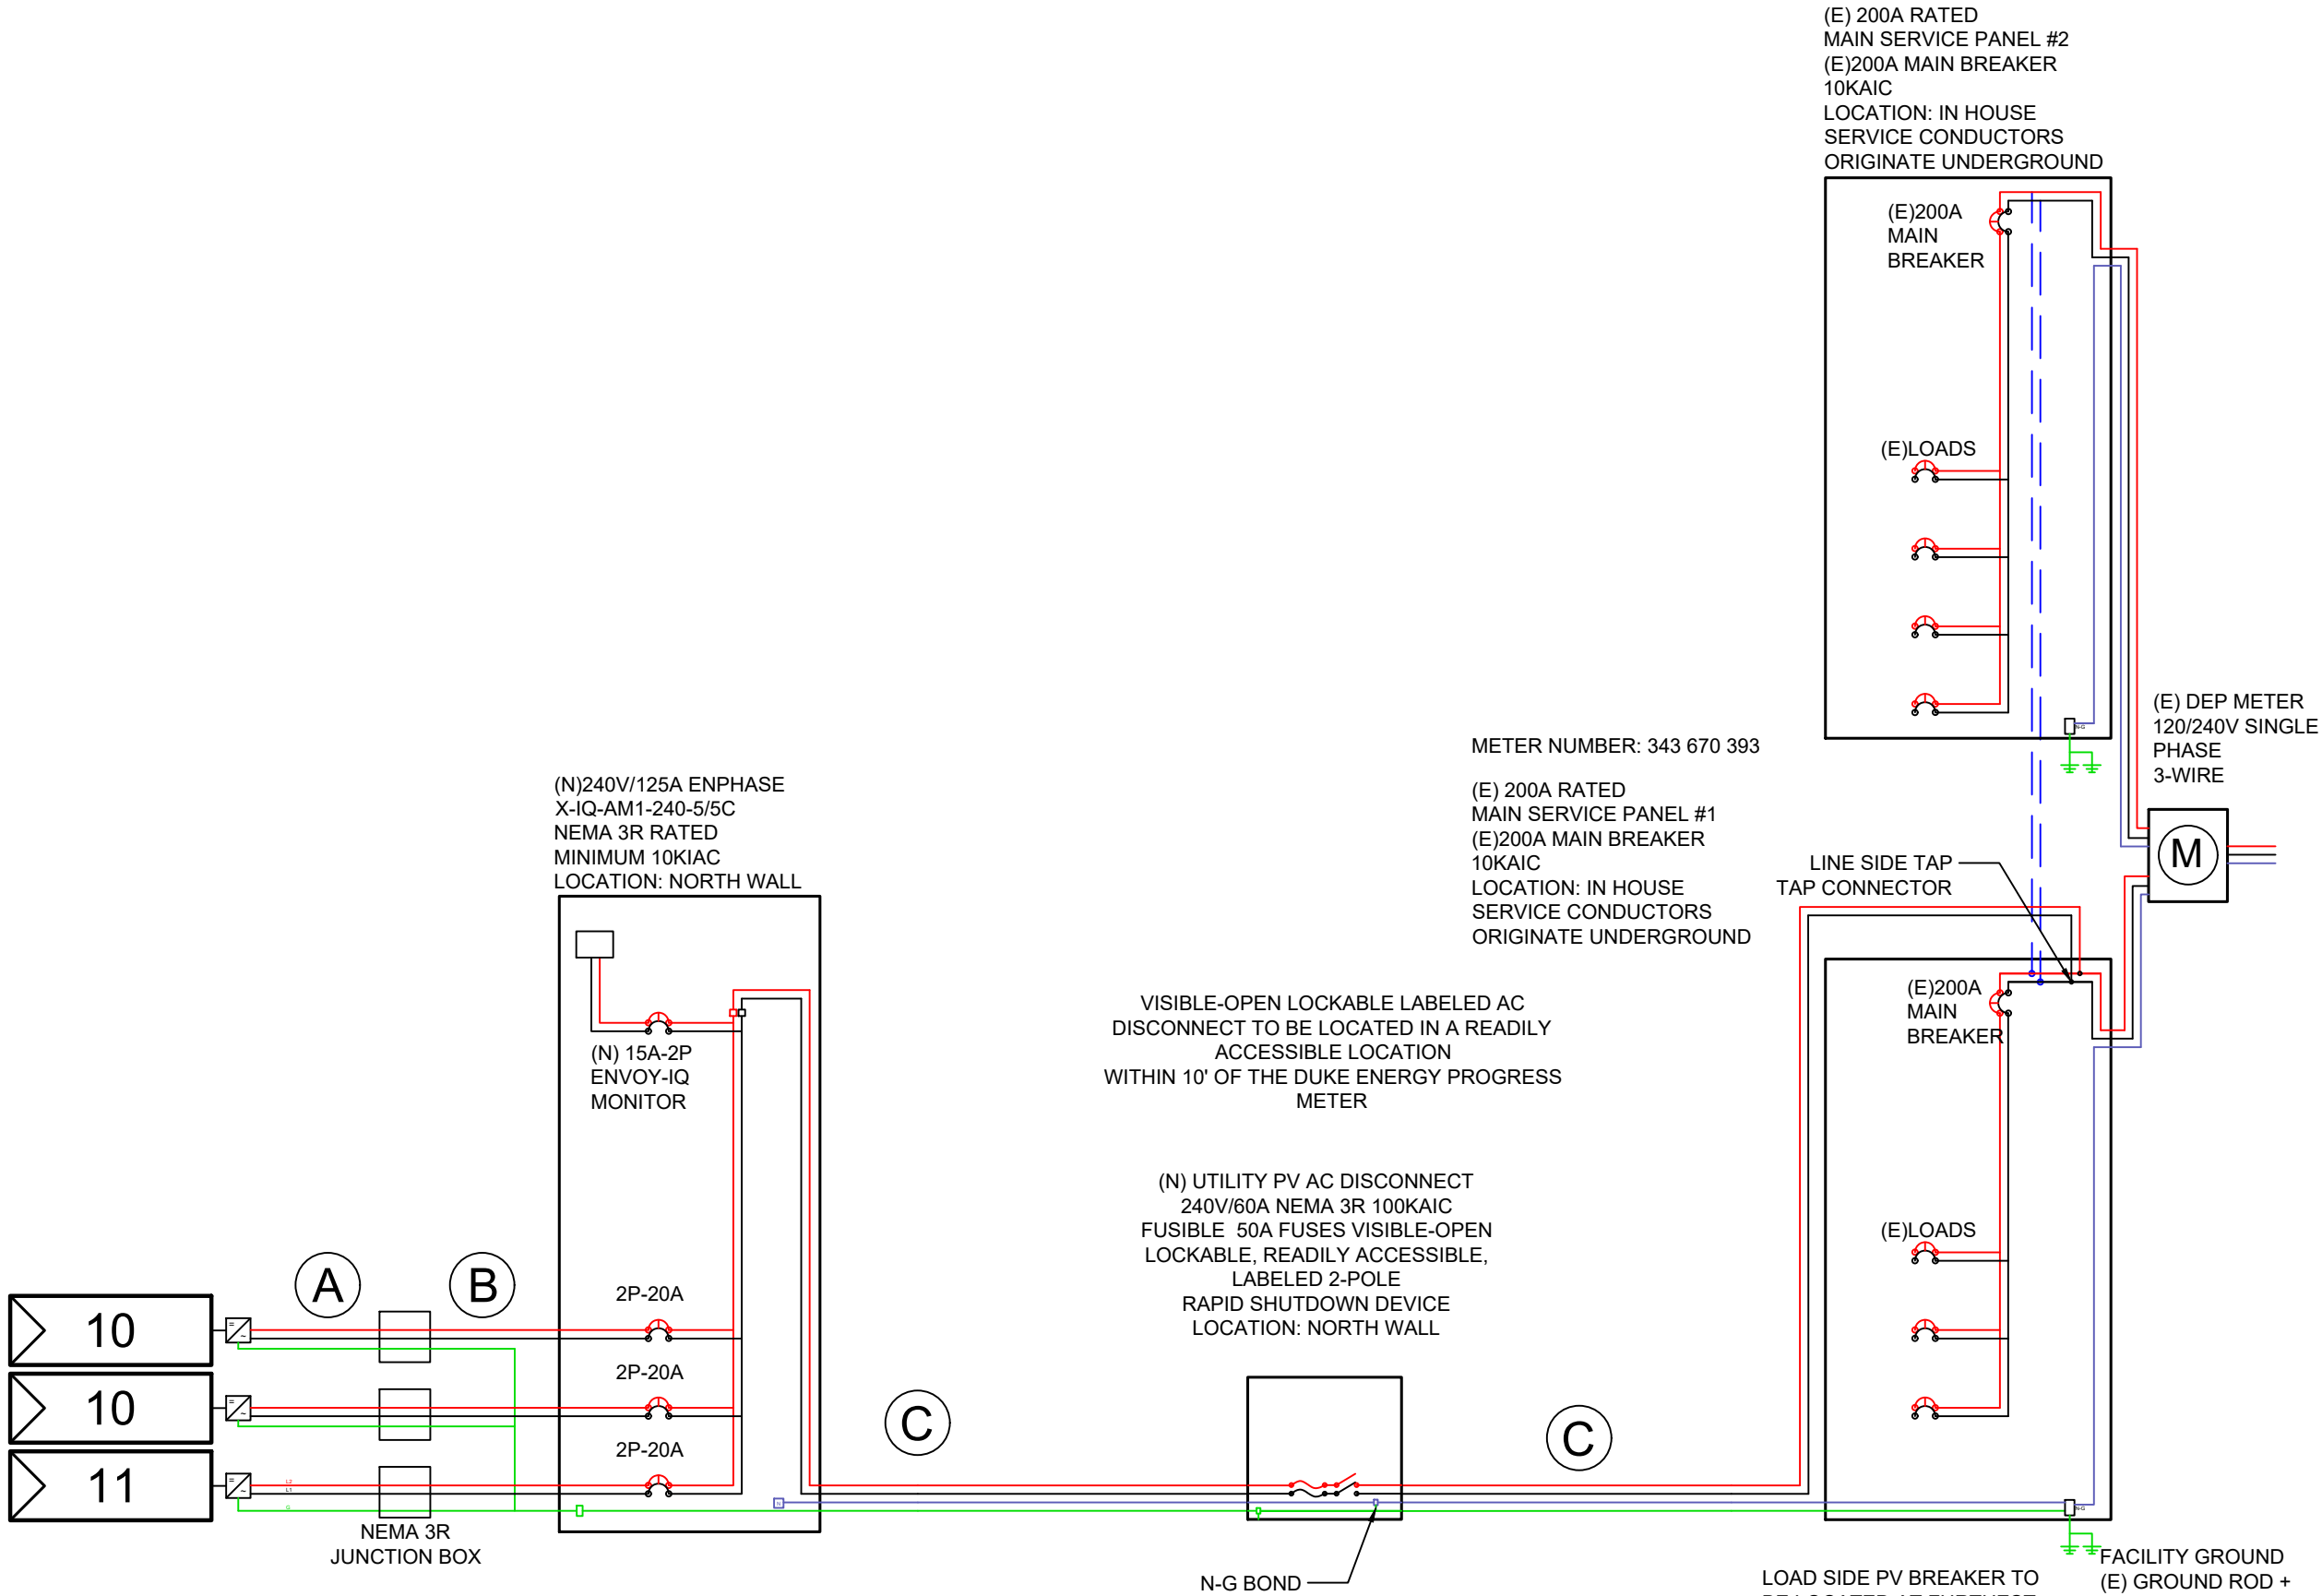 (E) 200A RATED
MAIN SERVICE PANEL #2
(E)200A MAIN BREAKER
10KAIC
LOCATION: IN HOUSE
SERVICE CONDUCTORS
ORIGINATE UNDERGROUND
(E)200A
MAIN
BREAKER
(E)LOADS
N-G
(E) DEP METER
120/240V SINGLE
PHASE
3-WIRE
M
METER NUMBER: 343 670 393
(E) 200A RATED
MAIN SERVICE PANEL #1
(E)200A MAIN BREAKER
10KAIC
LOCATION: IN HOUSE
SERVICE CONDUCTORS
ORIGINATE UNDERGROUND
LINE SIDE TAP
TAP CONNECTOR
(E)200A
MAIN
BREAKER
(E)LOADS
N-G
(N)240V/125A ENPHASE
X-IQ-AM1-240-5/5C
NEMA 3R RATED
MINIMUM 10KIAC
LOCATION: NORTH WALL
(N) 15A-2P
ENVOY-IQ
MONITOR
2P-20A
2P-20A
2P-20A
VISIBLE-OPEN LOCKABLE LABELED AC
DISCONNECT TO BE LOCATED IN A READILY
ACCESSIBLE LOCATION
WITHIN 10' OF THE DUKE ENERGY PROGRESS
METER
(N) UTILITY PV AC DISCONNECT
240V/60A NEMA 3R 100KAIC
FUSIBLE  50A FUSES VISIBLE-OPEN
LOCKABLE, READILY ACCESSIBLE,
LABELED 2-POLE
RAPID SHUTDOWN DEVICE
LOCATION: NORTH WALL
A
B
C
C
10
10
11
L2
L1
G
N
NEMA 3R
JUNCTION BOX
N-G BOND
FACILITY GROUND
(E) GROUND ROD +
LOAD SIDE PV BREAKER TO
BE LOCATED AT FURTHEST